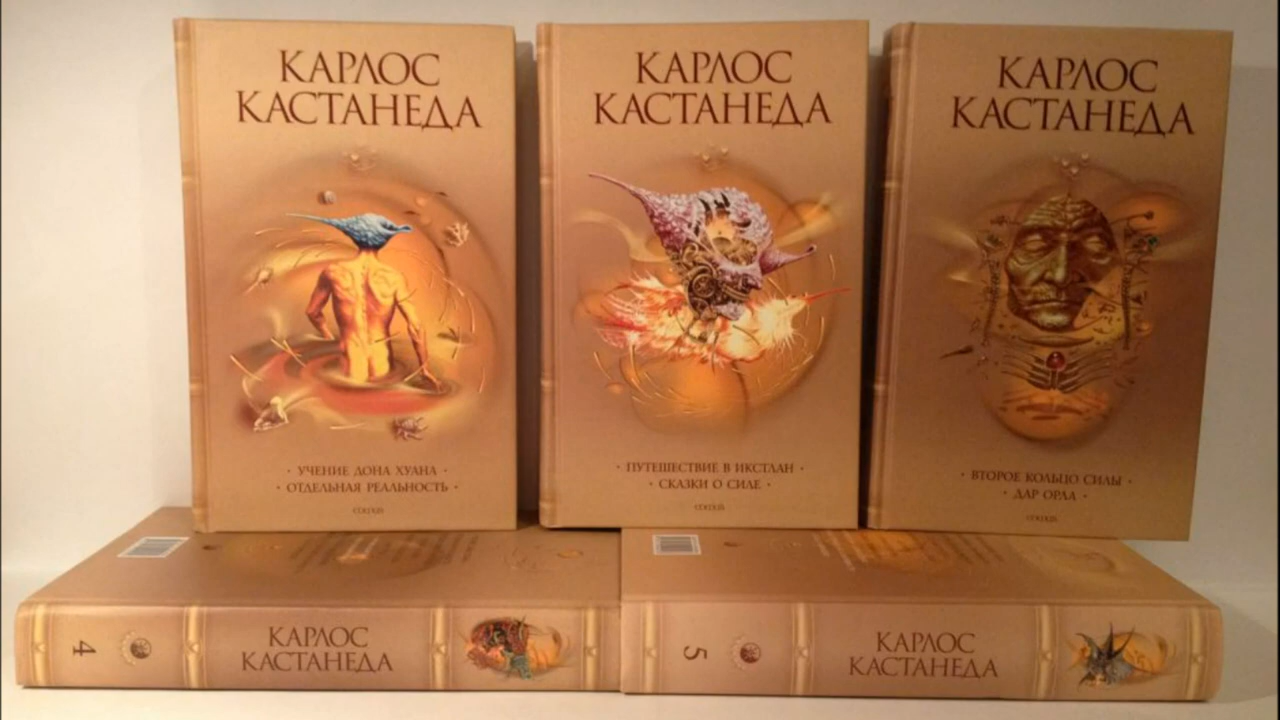 КАРЛОС
КАСТАНЕДА
· УЧЕНИЕ ДОНА ХУАНА ·
· ОТДЕЛЬНАЯ РЕАЛЬНОСТЬ ·
КАРЛОС
КАСТАНЕДА
· ПУТЕШЕСТВИЕ В ИКСТЛАН ·
· СКАЗКИ О СИЛЕ ·
КАРЛОС
КАСТАНЕДА
· ВТОРОЕ КОЛЬЦО СИЛЫ ·
· ДАР ОРЛА ·
4
КАРЛОС
КАСТАНЕДА
5
КАРЛОС
КАСТАНЕДА